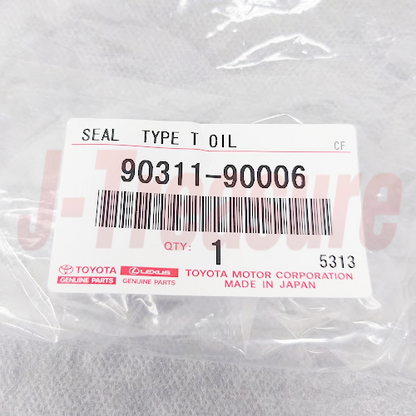 SEAL TYPE T OIL
CF
90311-90006
QTY: 1
5313
TOYOTA
GENUINE PARTS
LEXUS
GENUINE PARTS
TOYOTA MOTOR CORPORATION
MADE IN JAPAN
J-Treasure